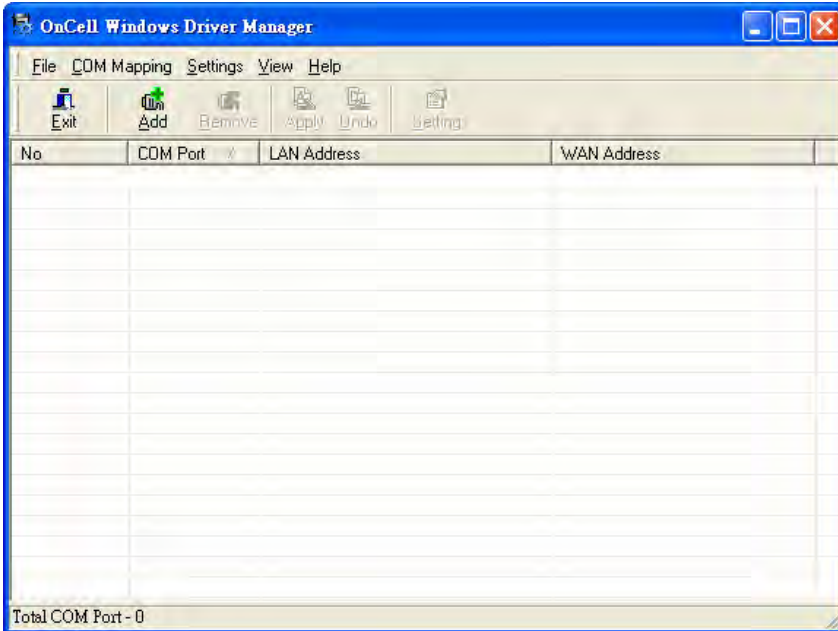 OnCell Windows Driver Manager
File COM Mapping Settings View Help
Exit Add Remove Apply Undo Setting
No COM Port LAN Address WAN Address
Total COM Port - 0